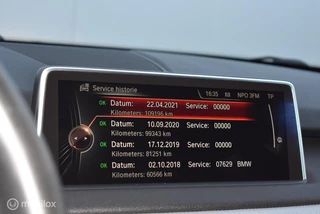 Service historie
16:35 NPO 3FM TP
OK Datum: 22.04.2021 Service: 00000
Kilometers: 109196 km
OK Datum: 10.09.2020 Service: 00000
Kilometers: 99343 km
OK Datum: 17.12.2019 Service: 00000
Kilometers: 81251 km
OK Datum: 02.10.2018 Service: 07629 BMW
Kilometers: 60566 km
Marktplaats